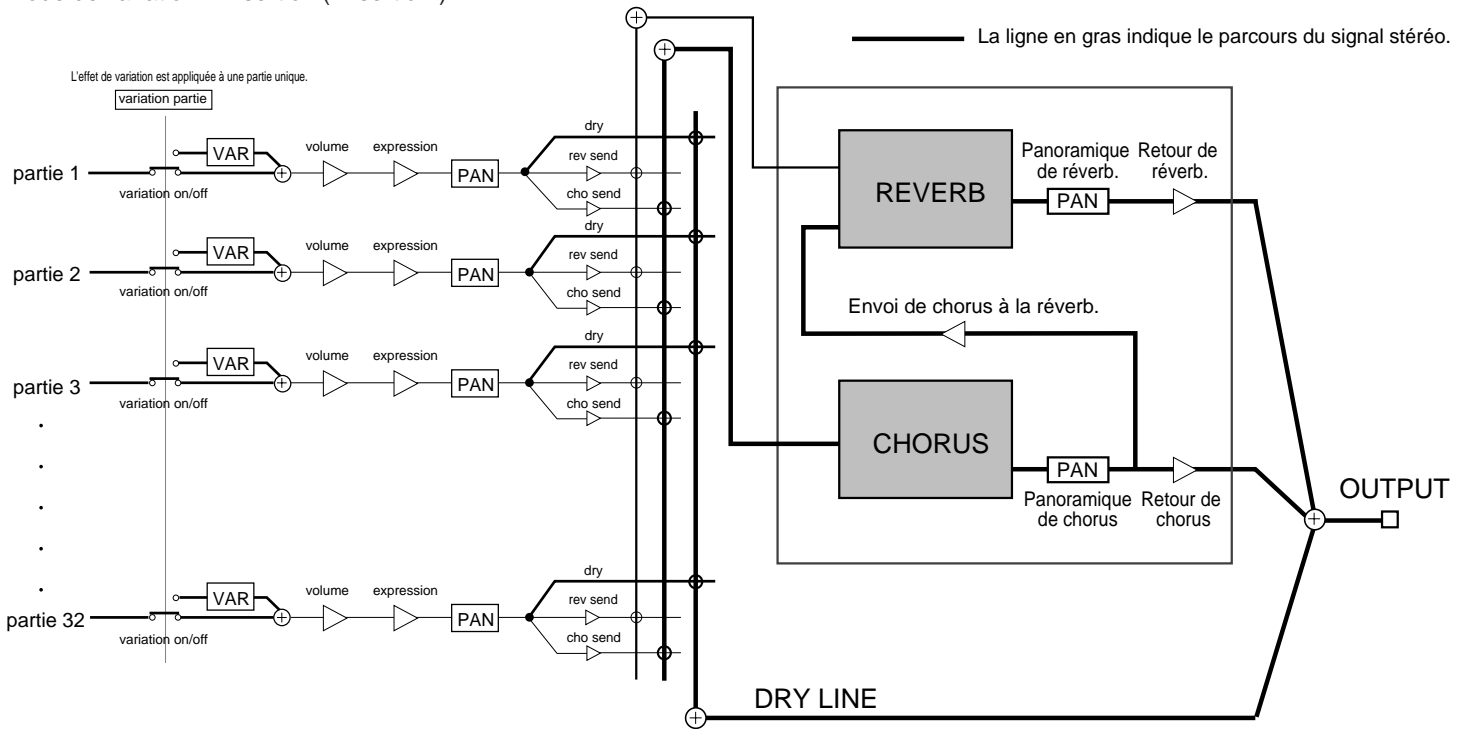 La ligne en gras indique le parcours du signal stéréo.
L'effet de variation est appliquée à une partie unique.
variation partie
partie 1
VAR
variation on/off
volume
expression
PAN
dry
rev send
cho send
partie 2
VAR
variation on/off
volume
expression
PAN
dry
rev send
cho send
partie 3
VAR
variation on/off
volume
expression
PAN
dry
rev send
cho send
partie 32
VAR
variation on/off
volume
expression
PAN
dry
rev send
cho send
REVERB
Panoramique
de réverb.
PAN
Retour de
réverb.
Envoi de chorus à la réverb.
CHORUS
PAN
Panoramique
de chorus
Retour de
chorus
OUTPUT
DRY LINE